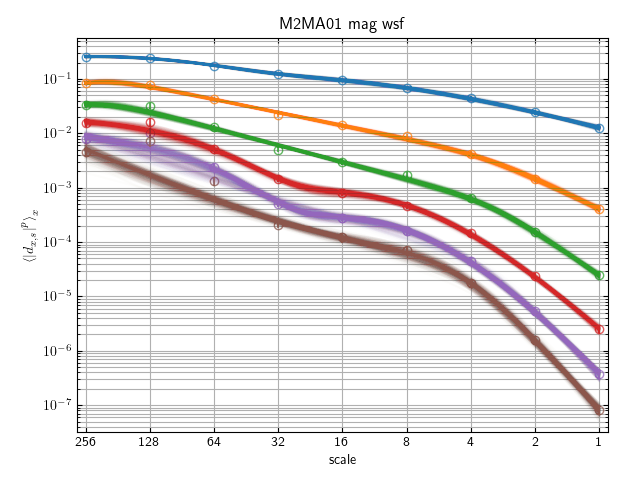 M2MA01 mag wsf
⟨|d_{x,s}|^p⟩_x
10^{-1}
10^{-2}
10^{-3}
10^{-4}
10^{-5}
10^{-6}
10^{-7}
256 128 64 32 16 8 4 2 1
scale